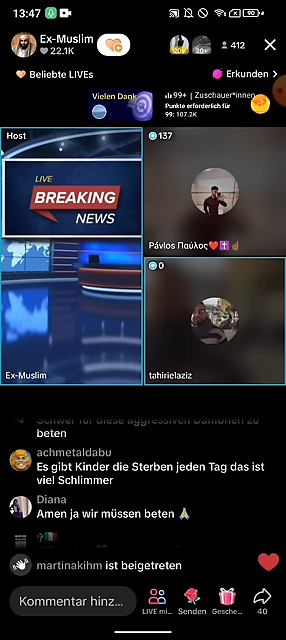 13:47
90
Ex-Muslim
22.1K
412
Beliebte LIVEs
Erkunden >
Vielen Dank
99+ | Zuschauer*innen
Punkte erforderlich für
99: 107.2K
Host
137
LIVE
BREAKING
NEWS
Pávlos Παύλος
0
Ex-Muslim
tahirielaziz
Schwer für diese aggressiven Dämonen zu
beten
achmetaldabu
Es gibt Kinder die Sterben jeden Tag das ist
viel Schlimmer
Diana
Amen ja wir müssen beten 🙏
martinakihm ist beigetreten
Kommentar hinz...
LIVE mi...
Senden
Gesche...
40